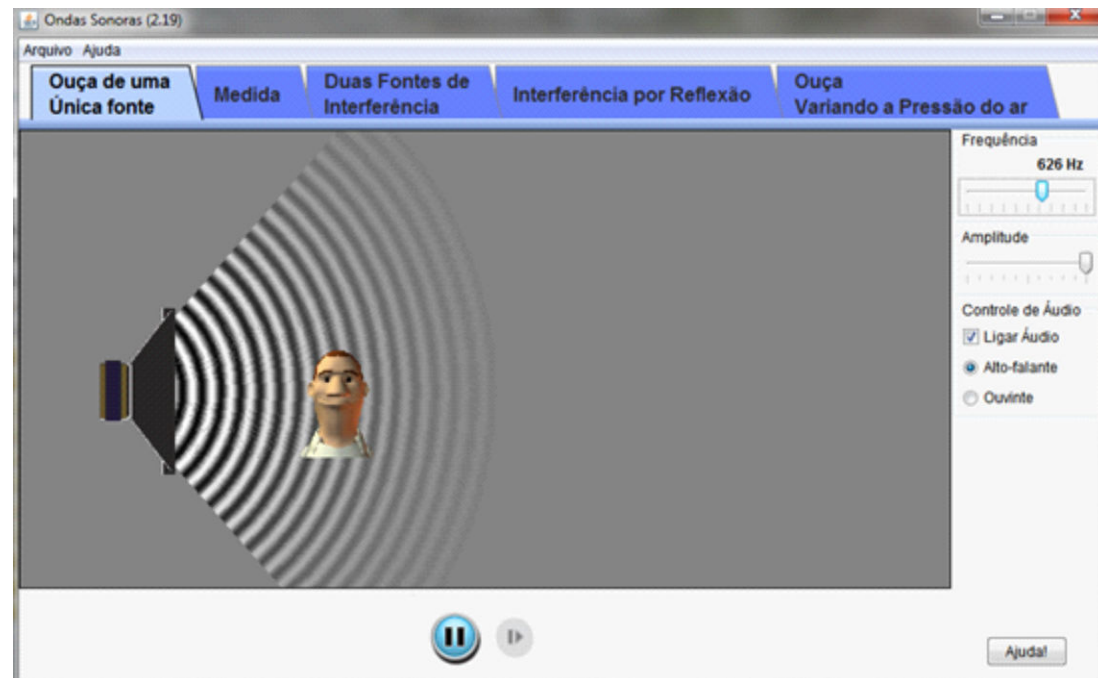 Ondas Sonoras (2.19)
Arquivo Ajuda
Ouça de uma
Única fonte
Medida
Duas Fontes de
Interferência
Interferência por Reflexão
Ouça
Variando a Pressão do ar
Frequência
626 Hz
Amplitude
Controle de Áudio
Ligar Áudio
Alto-falante
Ouvinte
Ajuda!